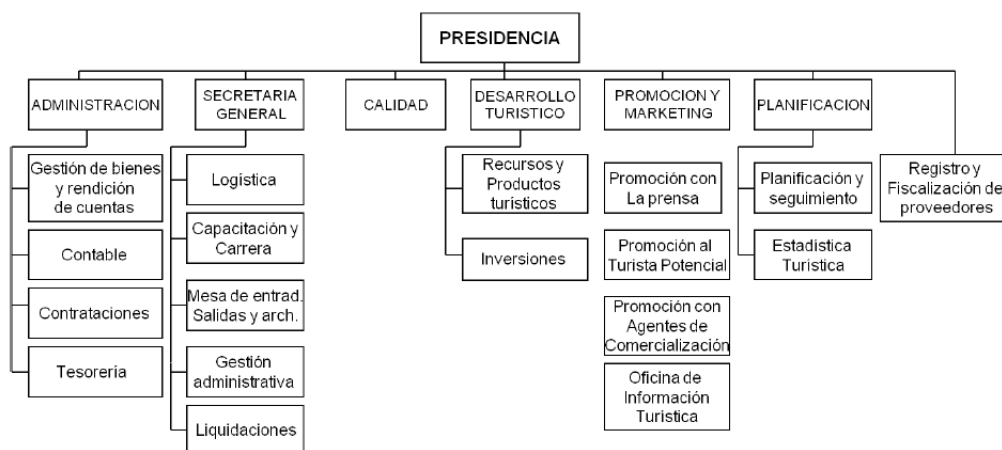 PRESIDENCIA
ADMINISTRACION
SECRETARIA
GENERAL
CALIDAD
DESARROLLO
TURISTICO
PROMOCION Y
MARKETING
PLANIFICACION
Gestión de bienes
y rendición
de cuentas
Contable
Contrataciones
Tesorería
Logística
Capacitación y
Carrera
Mesa de entrad.
Salidas y arch.
Gestión
administrativa
Liquidaciones
Recursos y
Productos
turisticos
Inversiones
Promoción con
La prensa
Promoción al
Turista Potencial
Promoción con
Agentes de
Comercialización
Oficina de
Información
Turística
Planificación y
seguimiento
Estadística
Turística
Registro y
Fiscalización de
proveedores